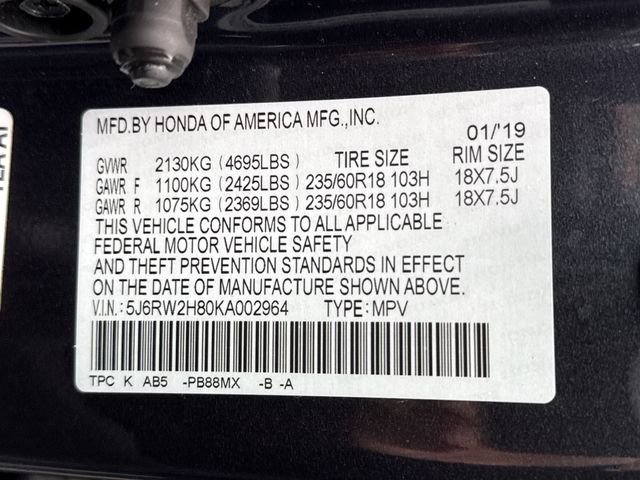 MFD.BY HONDA OF AMERICA MFG.,INC.
01/'19
GVWR 2130KG (4695LBS) TIRE SIZE RIM SIZE
GAWR F 1100KG (2425LBS) 235/60R18 103H 18X7.5J
GAWR R 1075KG (2369LBS) 235/60R18 103H 18X7.5J
THIS VEHICLE CONFORMS TO ALL APPLICABLE
FEDERAL MOTOR VEHICLE SAFETY
AND THEFT PREVENTION STANDARDS IN EFFECT
ON THE DATE OF MANUFACTURE SHOWN ABOVE.
V.I.N.: 5J6RW2H80KA002964 TYPE: MPV
TPC K AB5 -PB88MX -B -A